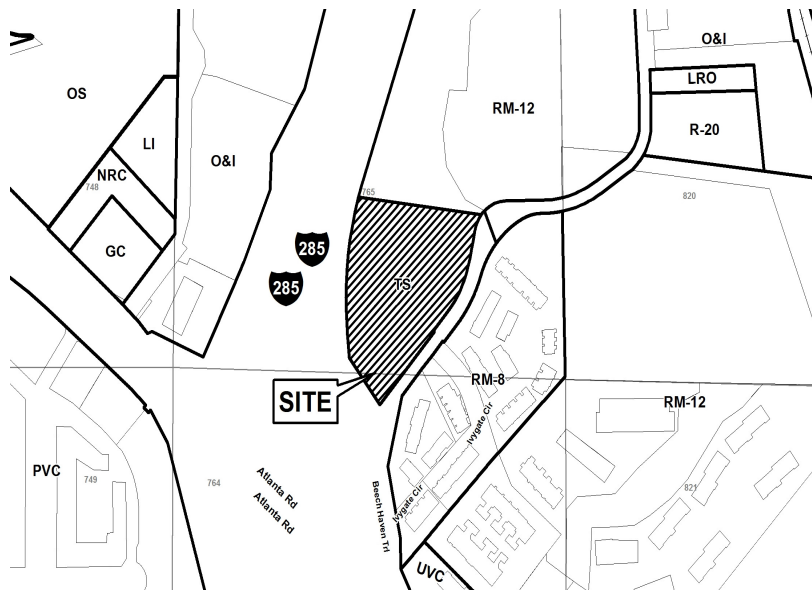 O&I
LRO
OS
RM-12
LI
R-20
O&I
NRC
748
765
820
GC
285
285
TS
SITE
RM-8
RM-12
Ivygate Cir
PVC
749
764
Atlanta Rd
Atlanta Rd
821
Beech Haven Trl
Ivygate Cir
UVC